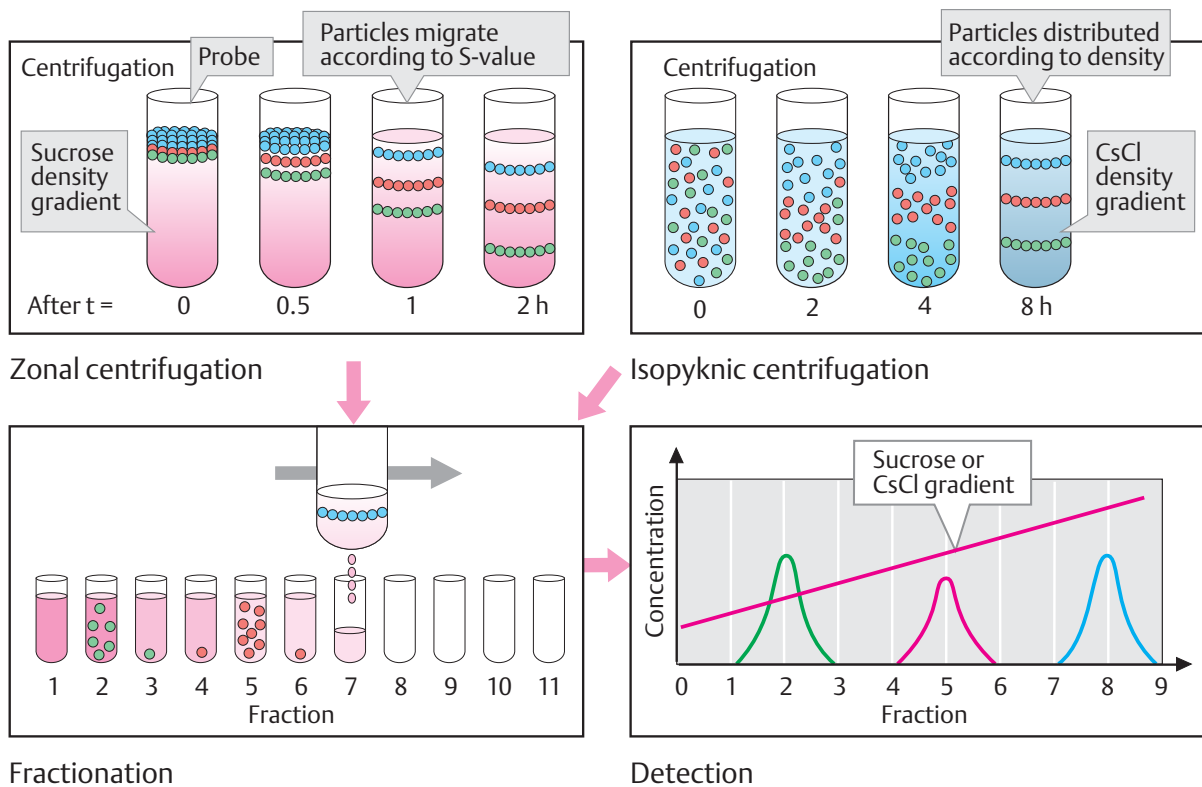 Centrifugation
Probe
Particles migrate
according to S-value
Sucrose
density
gradient
After t =
0
0.5
1
2 h
Zonal centrifugation
Centrifugation
Particles distributed
according to density
CsCl
density
gradient
0
2
4
8 h
Isopyknic centrifugation
1 2 3 4 5 6 7 8 9 10 11
Fraction
Fractionation
Sucrose or
CsCl gradient
Concentration
0 1 2 3 4 5 6 7 8 9
Fraction
Detection